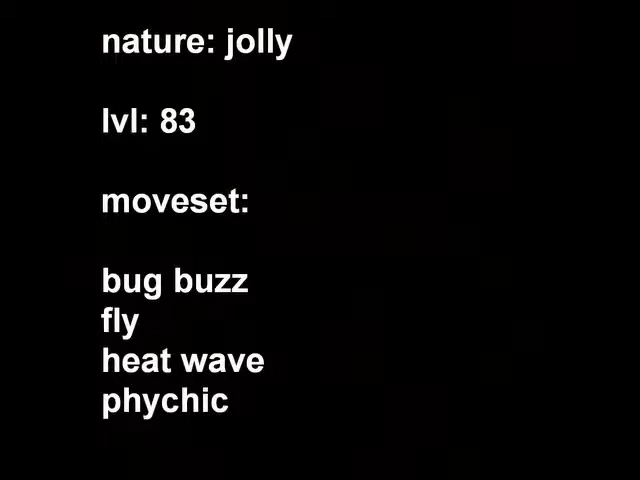 nature: jolly
lvl: 83
moveset:
bug buzz
fly
heat wave
phychic